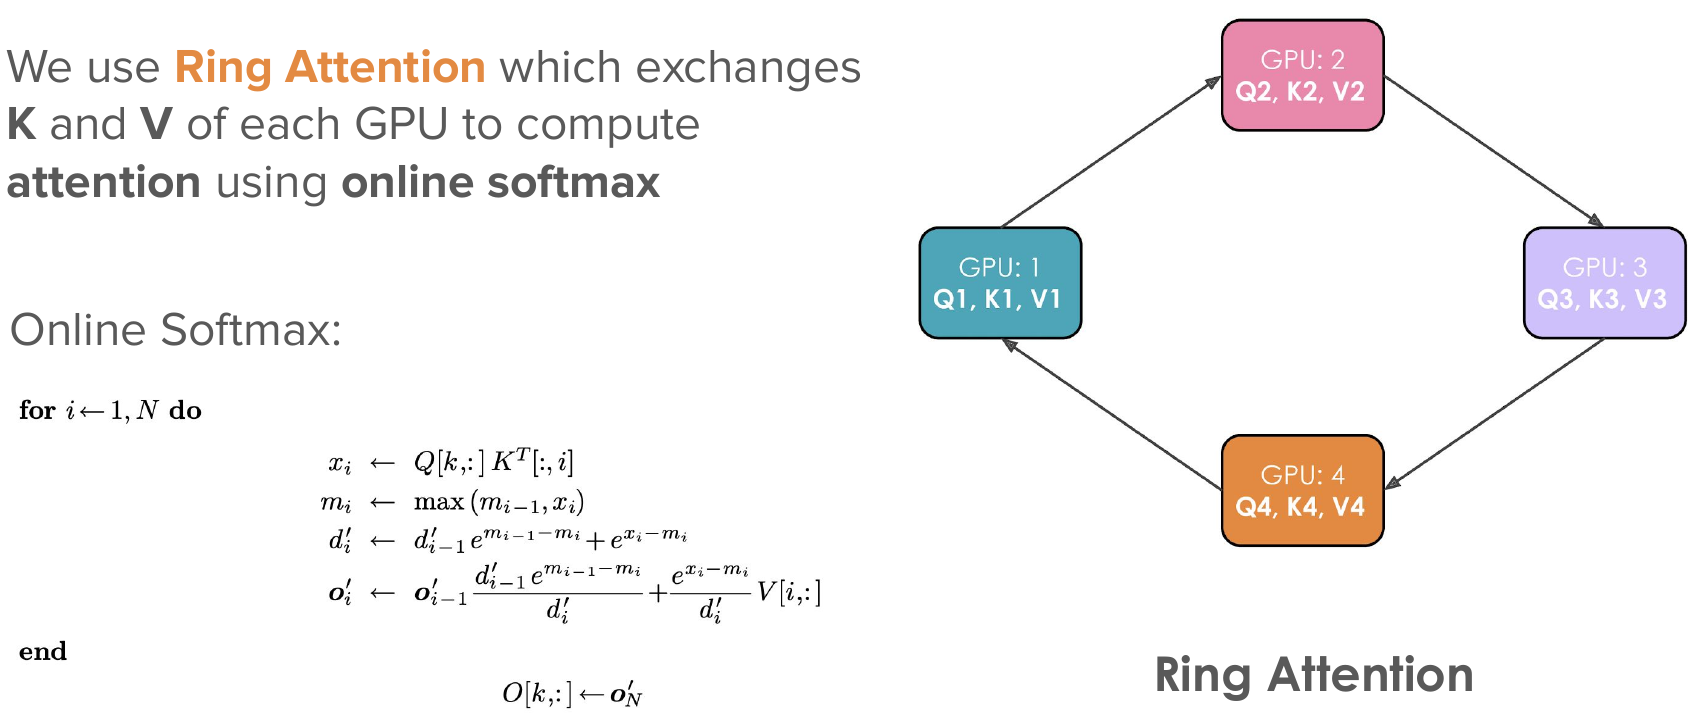 We use Ring Attention which exchanges
K and V of each GPU to compute
attention using online softmax
Online Softmax:
for i ← 1, N do
x_i ← Q[k,:] K^T[:, i]
m_i ← max (m_{i−1}, x_i)
d′_i ← d′_{i−1} e^{m_{i−1}−m_i} + e^{x_i−m_i}
o′_i ← o′_{i−1} \frac{d′_{i−1} e^{m_{i−1}−m_i}}{d′_i} + \frac{e^{x_i−m_i}}{d′_i} V[i,:]
end
O[k,:] ← o′_N
GPU: 2
Q2, K2, V2
GPU: 1
Q1, K1, V1
GPU: 3
Q3, K3, V3
GPU: 4
Q4, K4, V4
Ring Attention